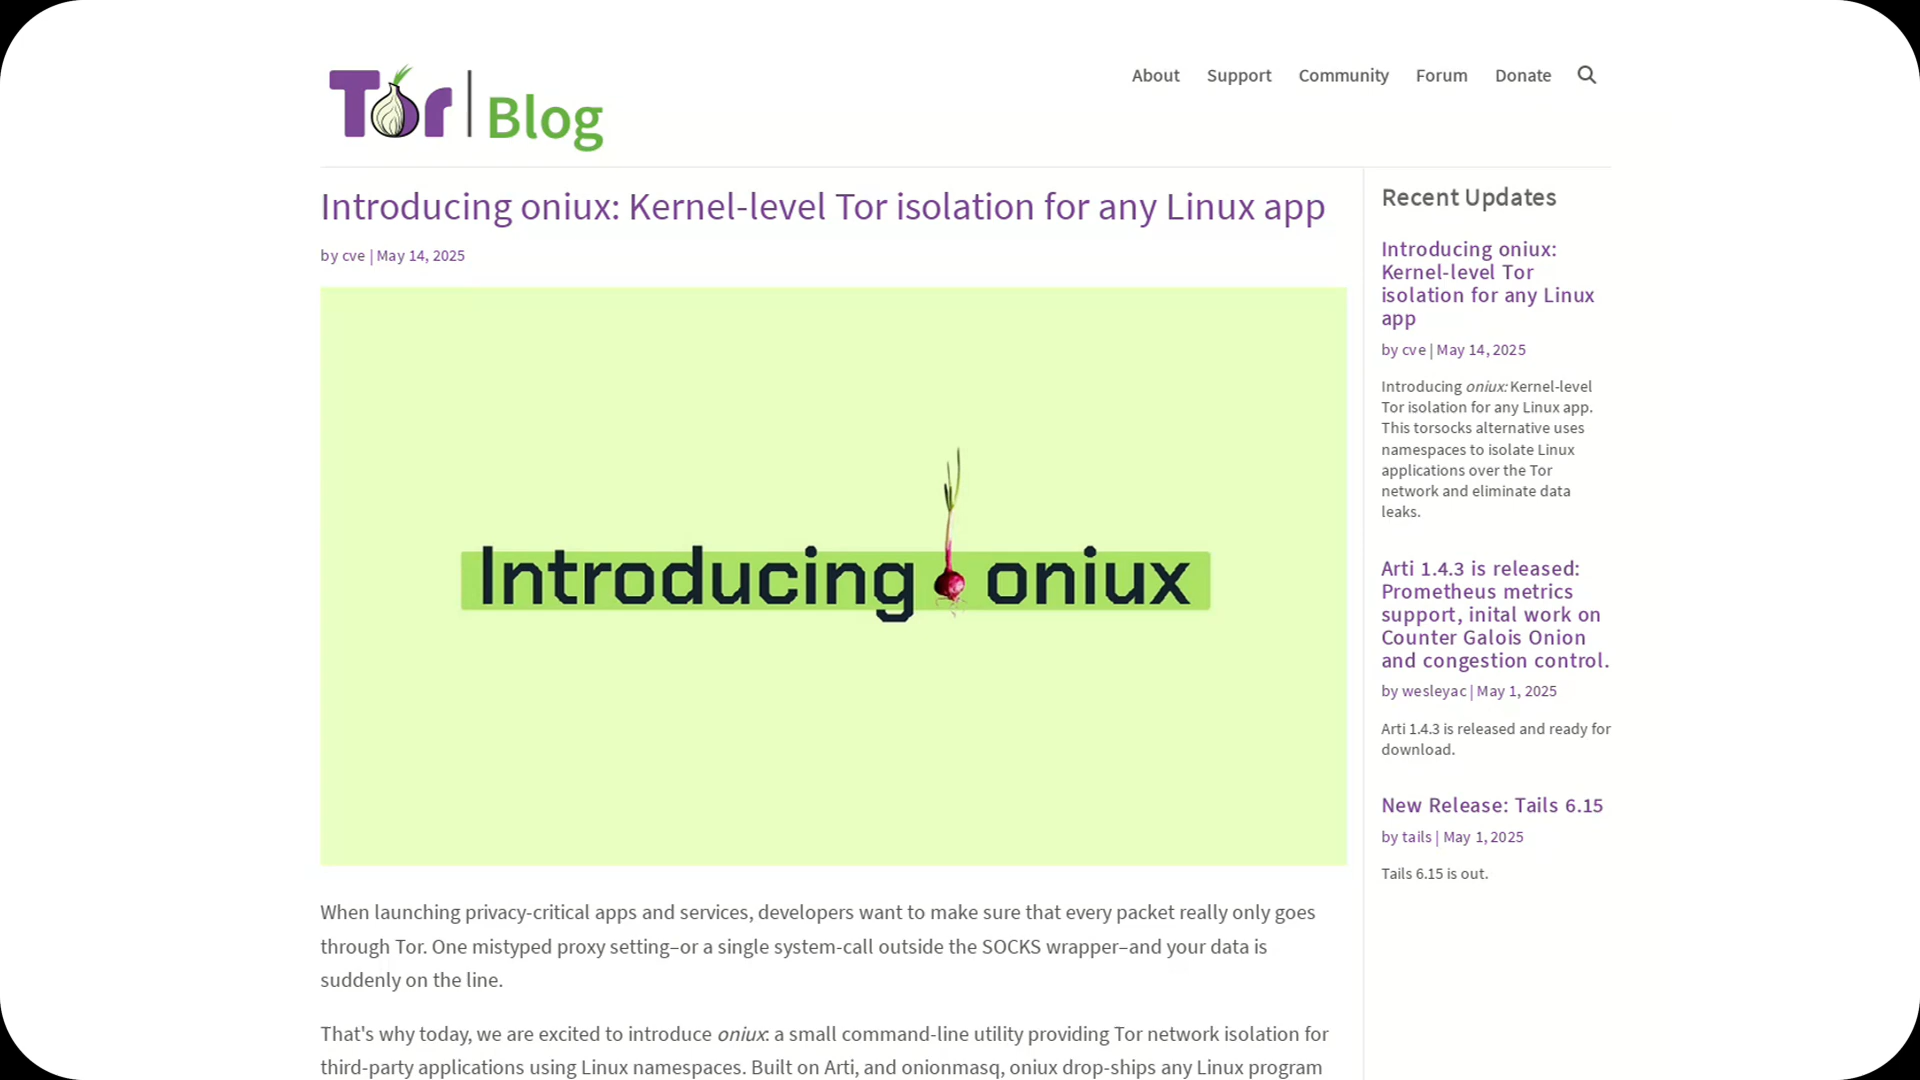 Tor | Blog
About Support Community Forum Donate
Introducing oniux: Kernel-level Tor isolation for any Linux app
by cve | May 14, 2025
Introducing oniux
When launching privacy-critical apps and services, developers want to make sure that every packet really only goes
through Tor. One mistyped proxy setting–or a single system-call outside the SOCKS wrapper–and your data is
suddenly on the line.
That's why today, we are excited to introduce oniux: a small command-line utility providing Tor network isolation for
third-party applications using Linux namespaces. Built on Arti, and onionmasq, oniux drop-ships any Linux program
Recent Updates
Introducing oniux:
Kernel-level Tor
isolation for any Linux
app
by cve | May 14, 2025
Introducing oniux: Kernel-level
Tor isolation for any Linux app.
This torsocks alternative uses
namespaces to isolate Linux
applications over the Tor
network and eliminate data
leaks.
Arti 1.4.3 is released:
Prometheus metrics
support, inital work on
Counter Galois Onion
and congestion control.
by wesleyac | May 1, 2025
Arti 1.4.3 is released and ready for
download.
New Release: Tails 6.15
by tails | May 1, 2025
Tails 6.15 is out.